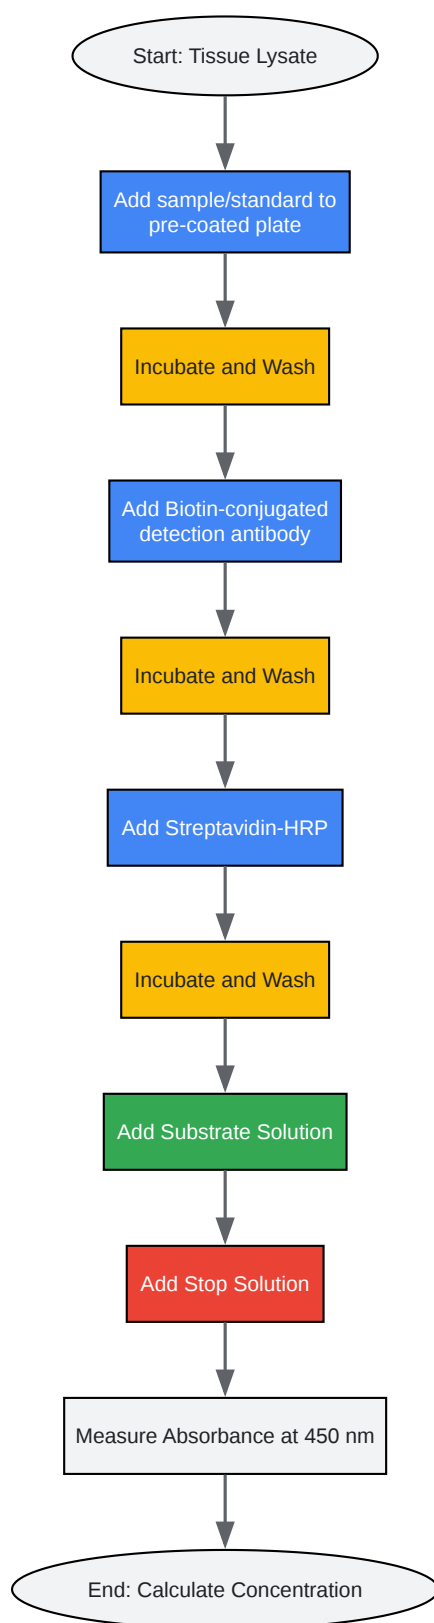 Start: Tissue Lysate
Add sample/standard to
pre-coated plate
Incubate and Wash
Add Biotin-conjugated
detection antibody
Incubate and Wash
Add Streptavidin-HRP
Incubate and Wash
Add Substrate Solution
Add Stop Solution
Measure Absorbance at 450 nm
End: Calculate Concentration